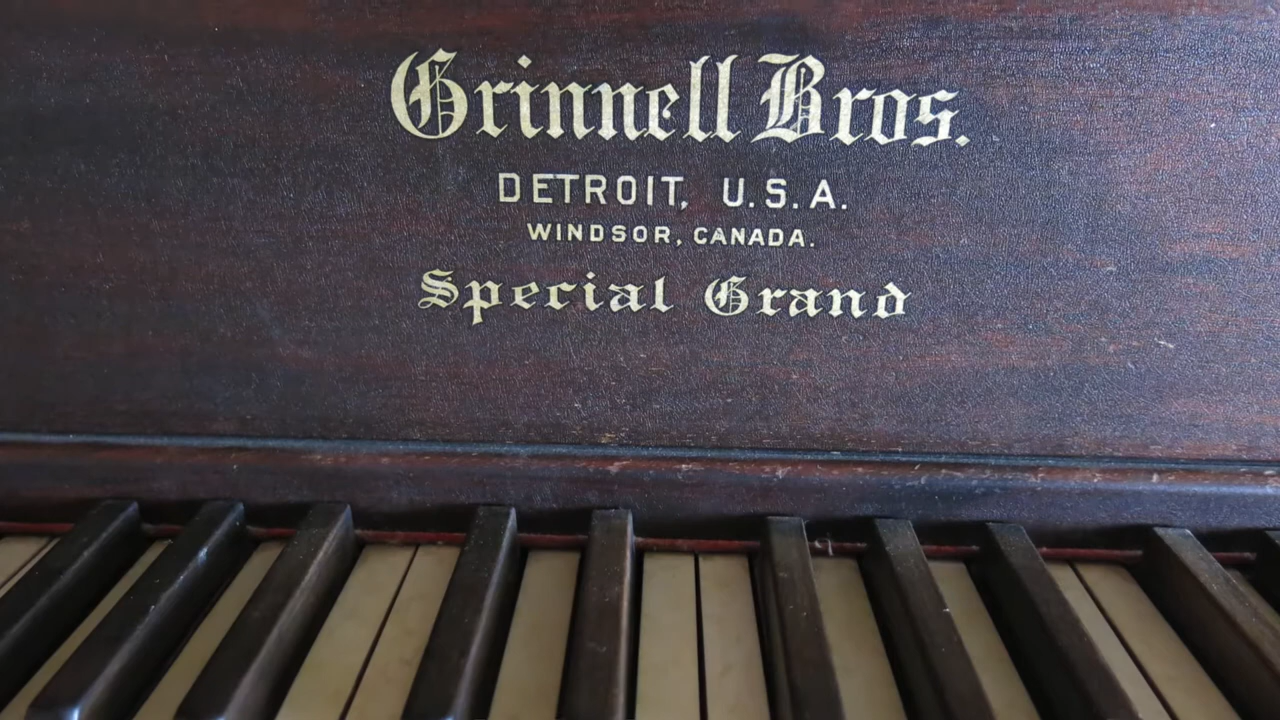 Grinnell Bros.
DETROIT, U.S.A.
WINDSOR, CANADA.
Special Grand